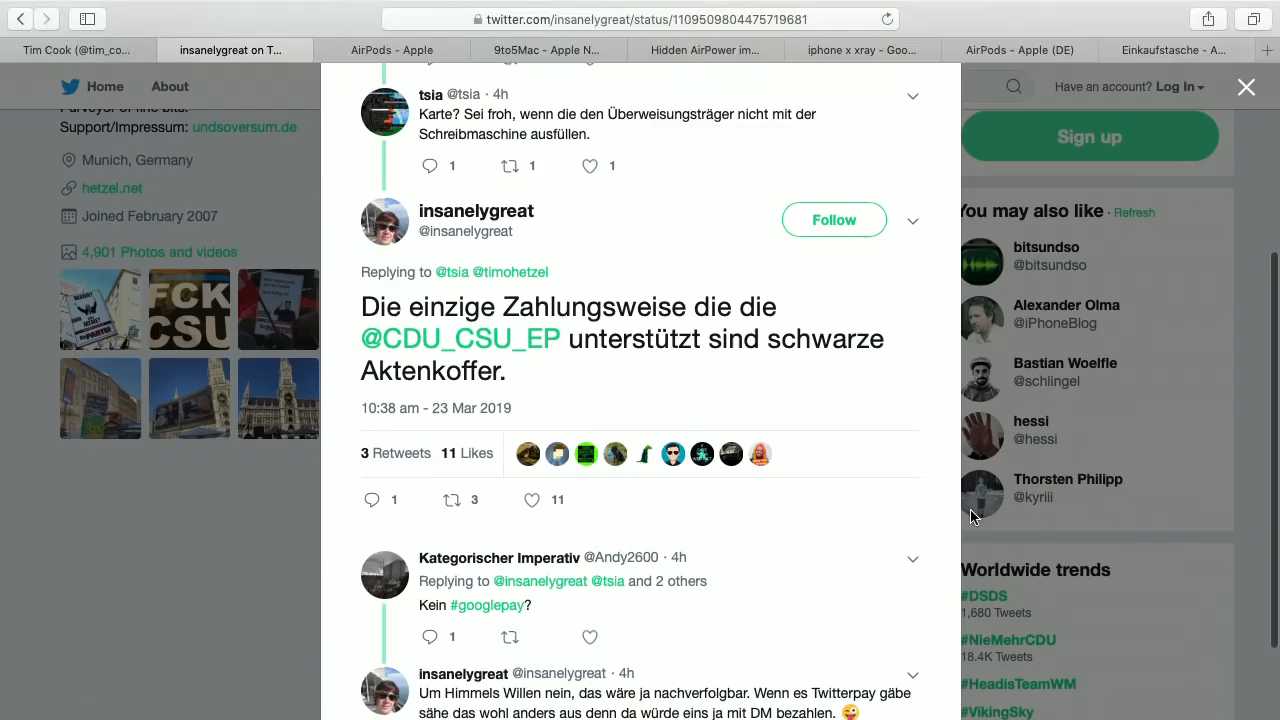 twitter.com/insanelygreat/status/1109509804475719681
Tim Cook (@tim_co...
insanelygreat on T...
AirPods - Apple
9to5Mac - Apple N...
Hidden AirPower im...
iphone x xray - Goo...
AirPods - Apple (DE)
Einkaufstasche - A...
Home
About
Have an account? Log In
Support/Impressum: undsoversum.de
Munich, Germany
hetzel.net
Joined February 2007
4,901 Photos and videos
FCK
CSU
tsia @tsia · 4h
Karte? Sei froh, wenn die den Überweisungsträger nicht mit der
Schreibmaschine ausfüllen.
1 1 1
insanelygreat
@insanelygreat
Follow
Replying to @tsia @timohetzel
Die einzige Zahlungsweise die die
@CDU_CSU_EP unterstützt sind schwarze
Aktenkoffer.
10:38 am - 23 Mar 2019
3 Retweets 11 Likes
1 3 11
Kategorischer Imperativ @Andy2600 · 4h
Replying to @insanelygreat @tsia and 2 others
Kein #googlepay?
1
insanelygreat @insanelygreat · 4h
Um Himmels Willen nein, das wäre ja nachverfolgbar. Wenn es Twitterpay gäbe
sähe das wohl anders aus denn da würde eins ja mit DM bezahlen. 😜
Sign up
You may also like · Refresh
bitsundso
@bitsundso
Alexander Olma
@iPhoneBlog
Bastian Woelfle
@schlingel
hessi
@hessi
Thorsten Philipp
@kyriii
Worldwide trends
#DSDS
1,680 Tweets
#NieMehrCDU
18.4K Tweets
#HeadisTeamWM
#VikingSky